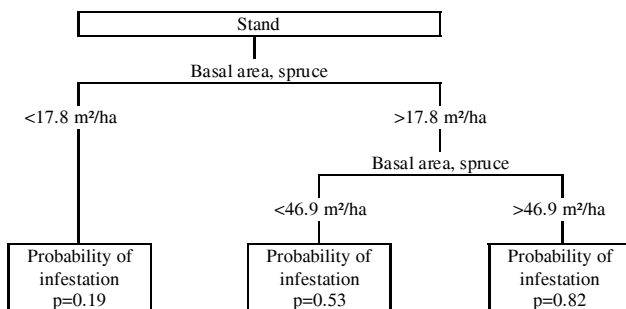 Stand
Basal area, spruce
<17.8 m²/ha
>17.8 m²/ha
Basal area, spruce
<46.9 m²/ha
>46.9 m²/ha
Probability of
infestation
p=0.19
Probability of
infestation
p=0.53
Probability of
infestation
p=0.82